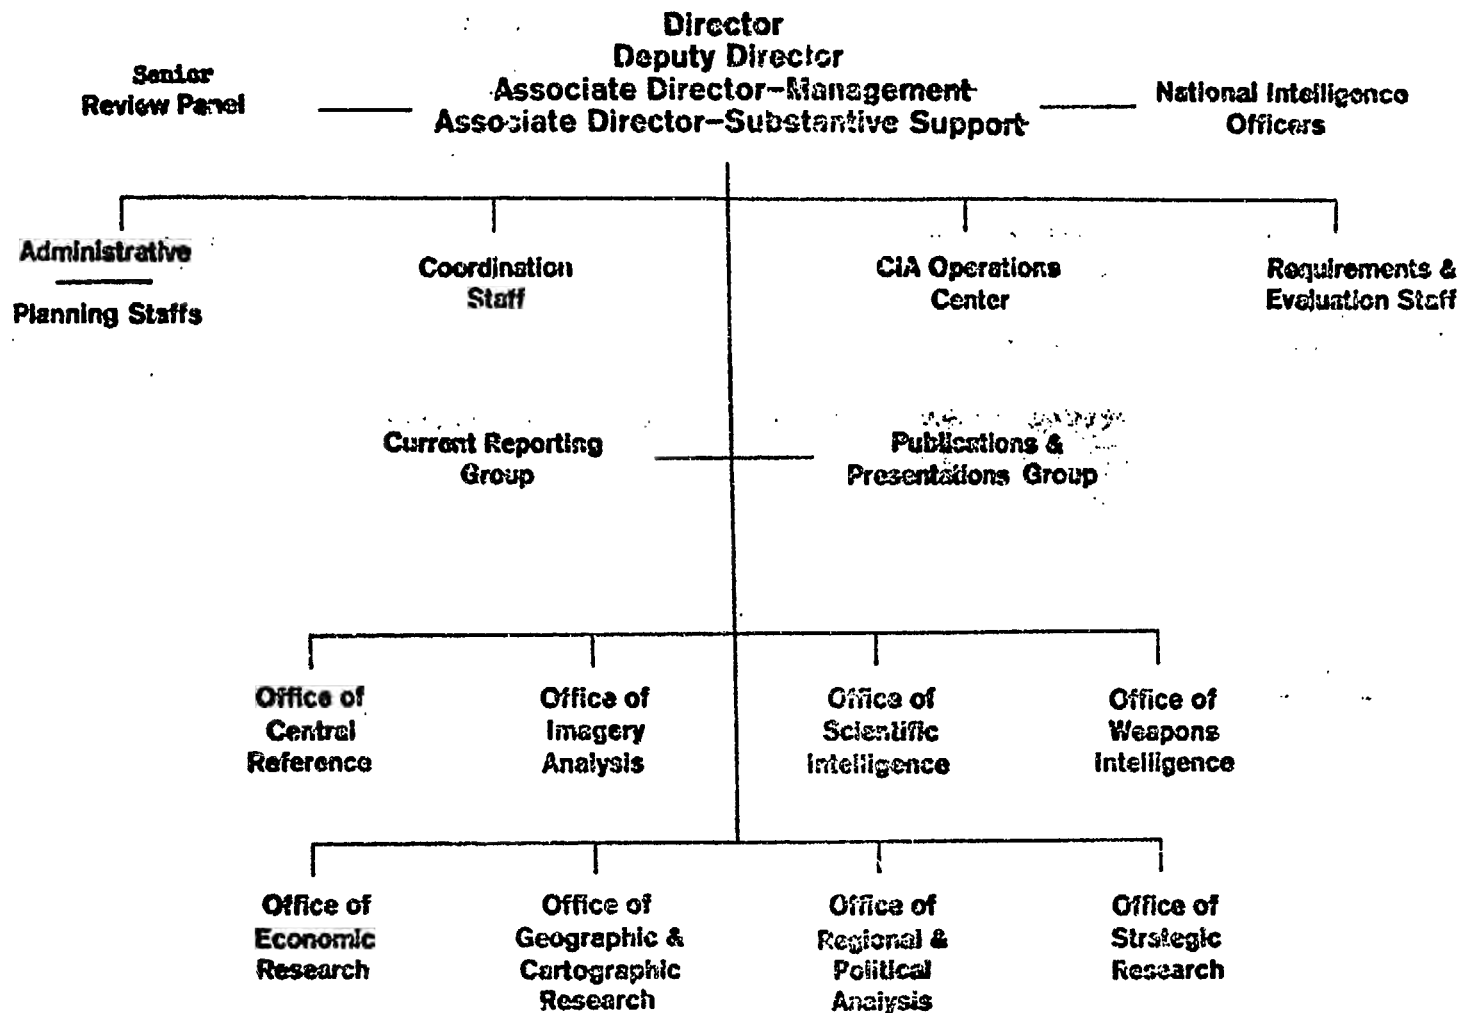 Director
Deputy Director
Associate Director–Management
Associate Director–Substantive Support
Senior
Review Panel
National Intelligence
Officers
Administrative
Planning Staffs
Coordination
Staff
CIA Operations
Center
Requirements &
Evaluation Staff
Current Reporting
Group
Publications &
Presentations Group
Office of
Central
Reference
Office of
Imagery
Analysis
Office of
Scientific
Intelligence
Office of
Weapons
Intelligence
Office of
Economic
Research
Office of
Geographic &
Cartographic
Research
Office of
Regional &
Political
Analysis
Office of
Strategic
Research